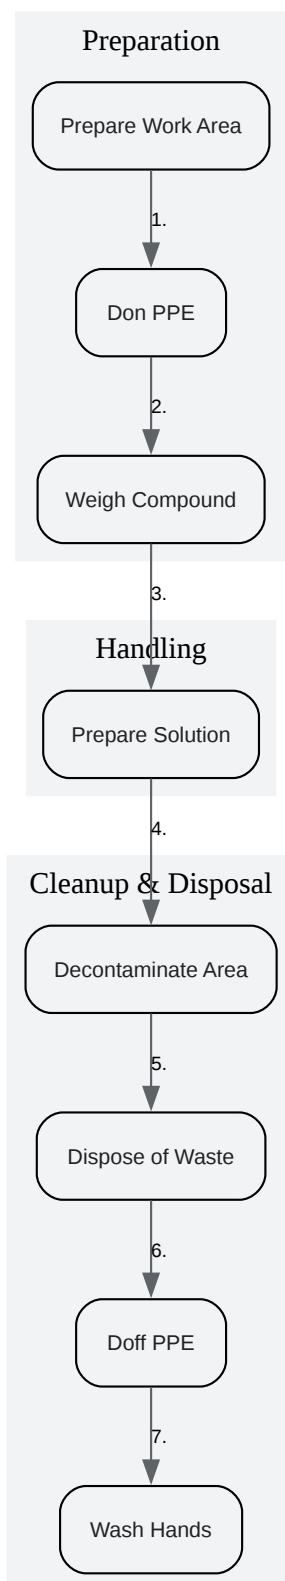 Preparation
Prepare Work Area
1.
Don PPE
2.
Weigh Compound
3.
Handling
Prepare Solution
4.
Cleanup & Disposal
Decontaminate Area
5.
Dispose of Waste
6.
Doff PPE
7.
Wash Hands